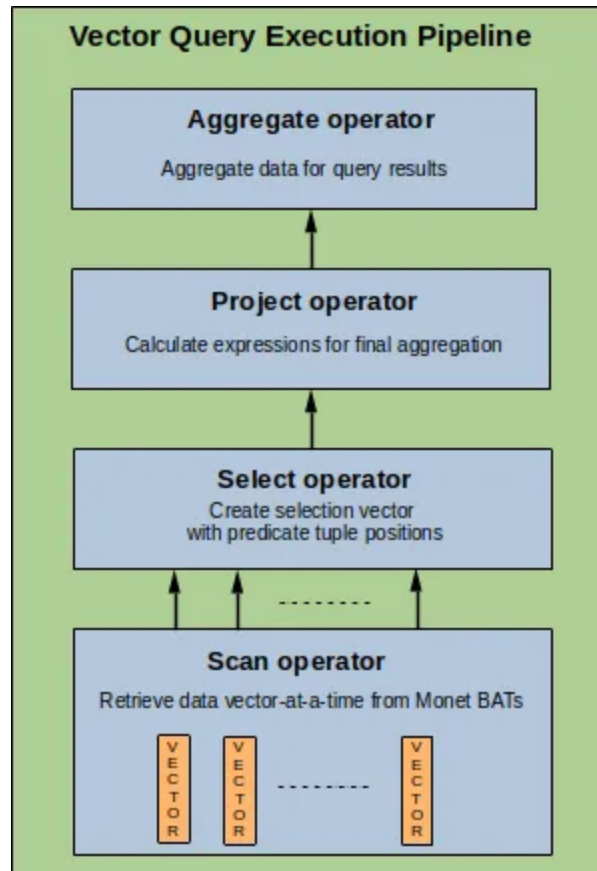 Vector Query Execution Pipeline
Aggregate operator
Aggregate data for query results
Project operator
Calculate expressions for final aggregation
Select operator
Create selection vector
with predicate tuple positions
Scan operator
Retrieve data vector-at-a-time from Monet BATs
VECTOR
VECTOR
VECTOR